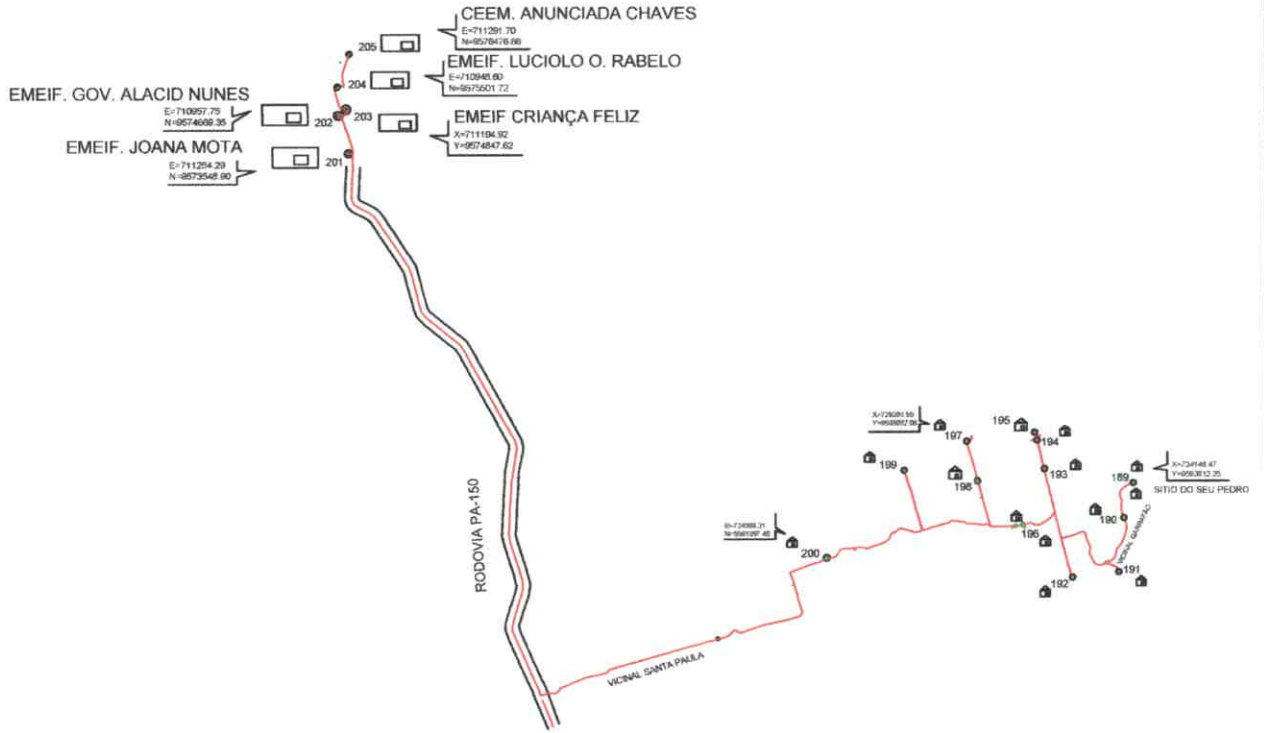 CEEM. ANUNCIADA CHAVES
E=711291.70
205
EMEIF. LUCIOLO O. RABELO
E=710948.60
N=9575501.72
204
EMEIF. GOV. ALACID NUNES
E=710957.75
N=9574669.35
202
203
EMEIF CRIANÇA FELIZ
X=711194.92
Y=9574847.62
EMEIF. JOANA MOTA
E=711254.29
N=9573548.90
201
RODOVIA PA-150
197
195
194
199
198
193
189
X=734148.47
SITIO DO SEU PEDRO
196
190
200
192
191
VICINAL SANTA PAULA